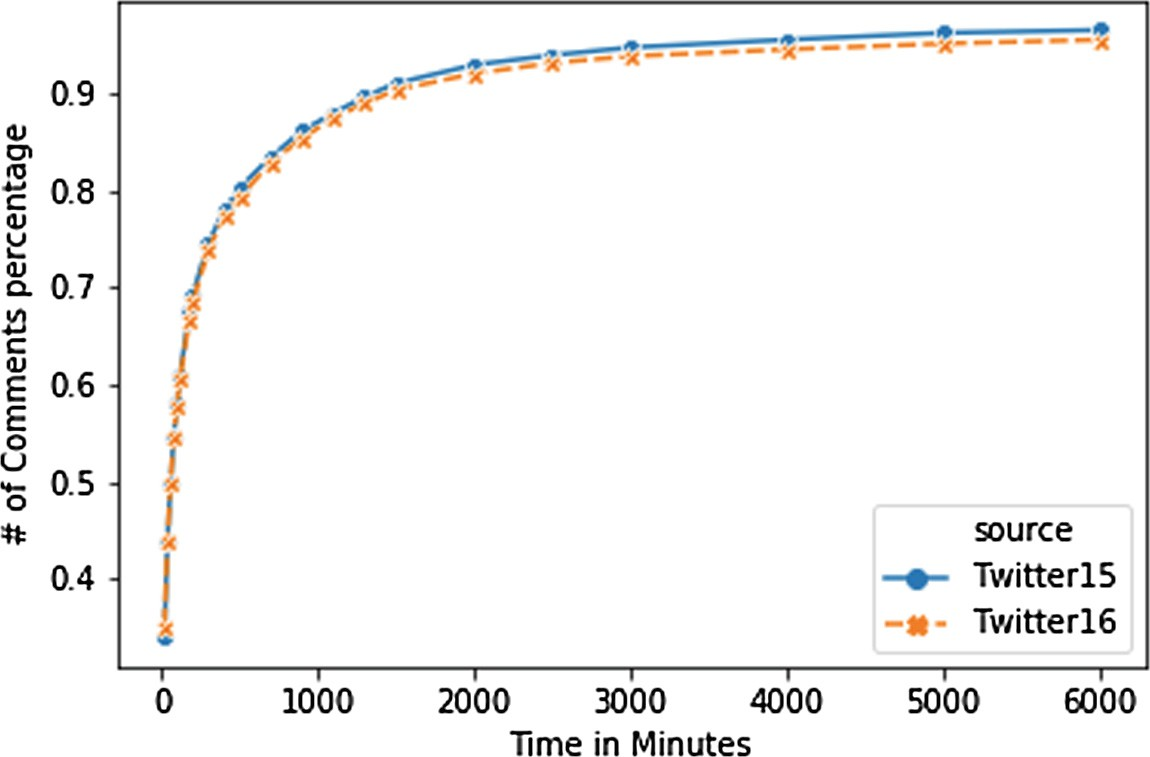 # of Comments percentage
0.9
0.8
0.7
0.6
0.5
0.4
0 1000 2000 3000 4000 5000 6000
Time in Minutes
source
Twitter15
Twitter16